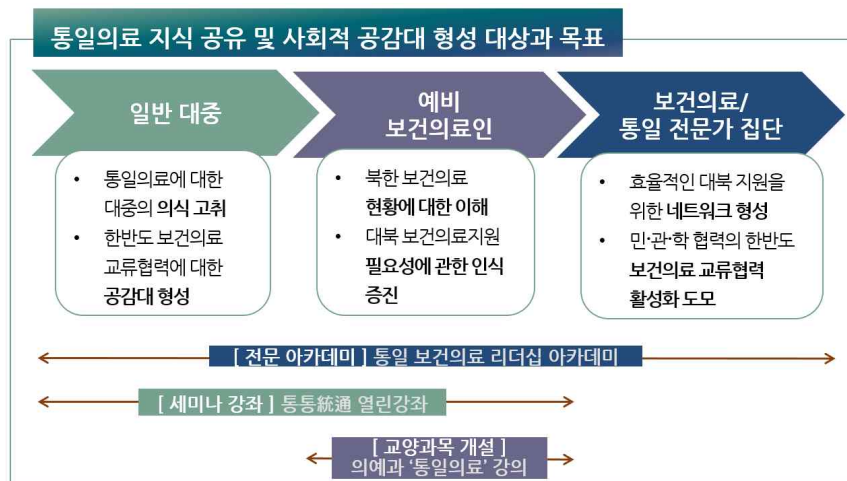 통일의료 지식 공유 및 사회적 공감대 형성 대상과 목표
일반 대중
예비
보건의료인
보건의료/
통일 전문가 집단
• 통일의료에 대한
대중의 의식 고취
• 한반도 보건의료
교류협력에 대한
공감대 형성
• 북한 보건의료
현황에 대한 이해
• 대북 보건의료지원
필요성에 관한 인식
증진
• 효율적인 대북 지원을
위한 네트워크 형성
• 민·관·학 협력의 한반도
보건의료 교류협력
활성화 도모
[ 전문 아카데미 ] 통일 보건의료 리더십 아카데미
[ 세미나 강좌 ] 통통統通 열린강좌
[ 교양과목 개설 ]
의예과 ‘통일의료’ 강의